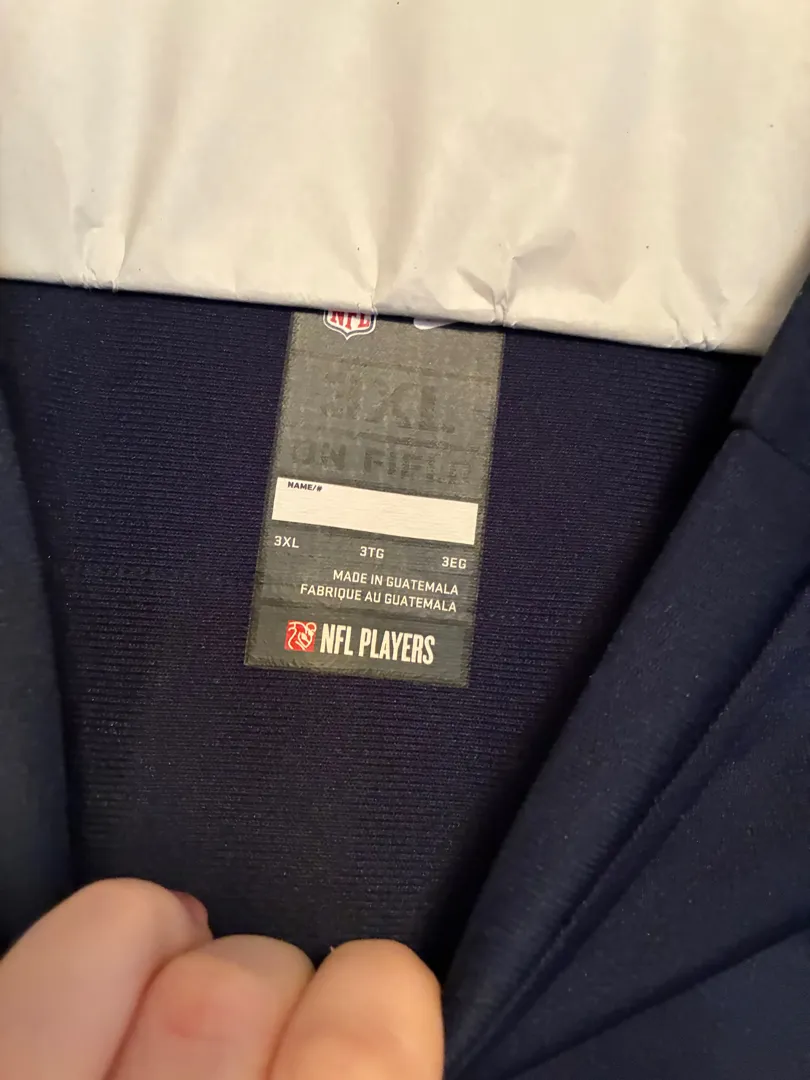 NFL
3XL
ON FIELD
NAME/#
3XL 3TG 3EG
MADE IN GUATEMALA
FABRIQUE AU GUATEMALA
NFL PLAYERS